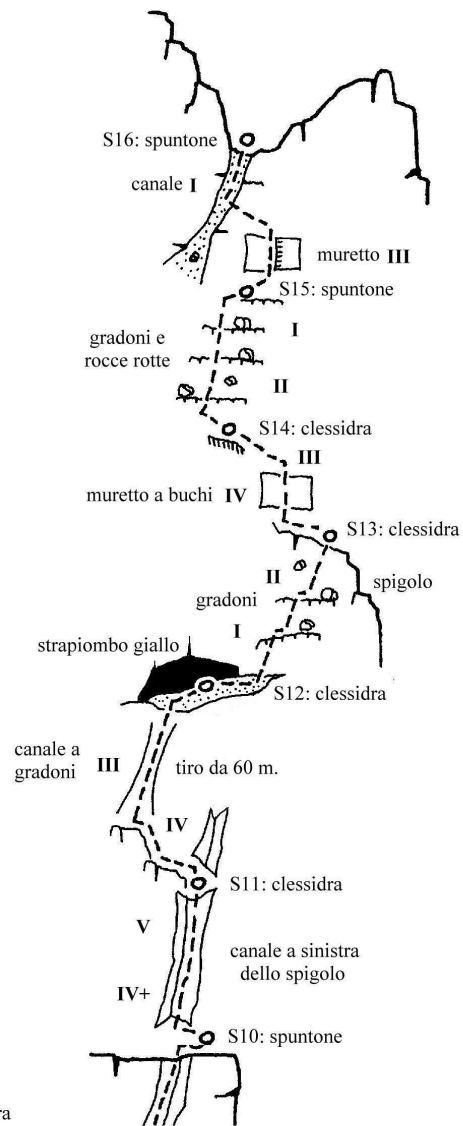 S16: spuntone
canale I
muretto III
S15: spuntone
I
gradoni e
rocce rotte
II
S14: clessidra
III
muretto a buchi IV
S13: clessidra
II
spigolo
gradoni
I
strapiombo giallo
S12: clessidra
canale a
gradoni
III
tiro da 60 m.
IV
S11: clessidra
V
canale a sinistra
dello spigolo
IV+
S10: spuntone